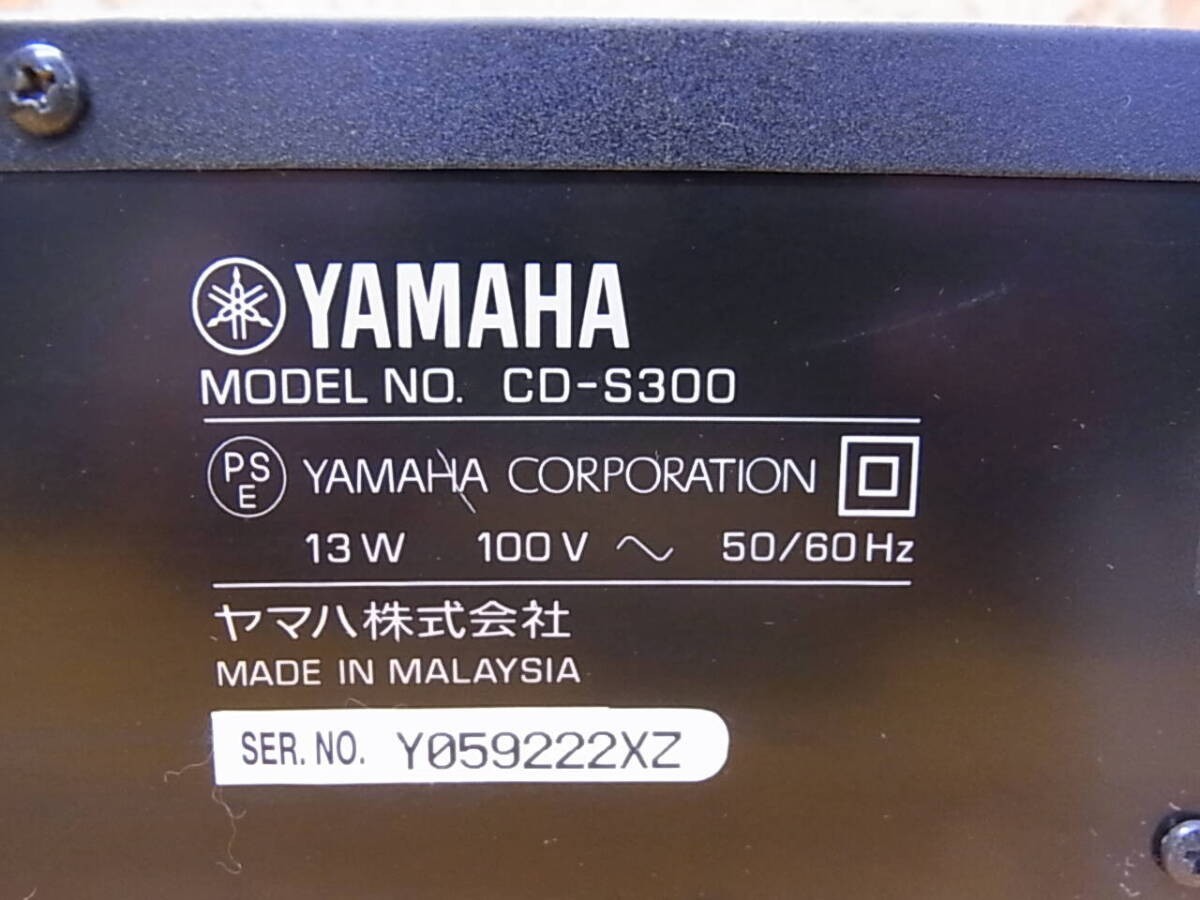 YAMAHA
MODEL NO. CD-S300
PSE YAMAHA CORPORATION
13W 100V ~ 50/60Hz
ヤマハ株式会社
MADE IN MALAYSIA
SER. NO. Y059222XZ